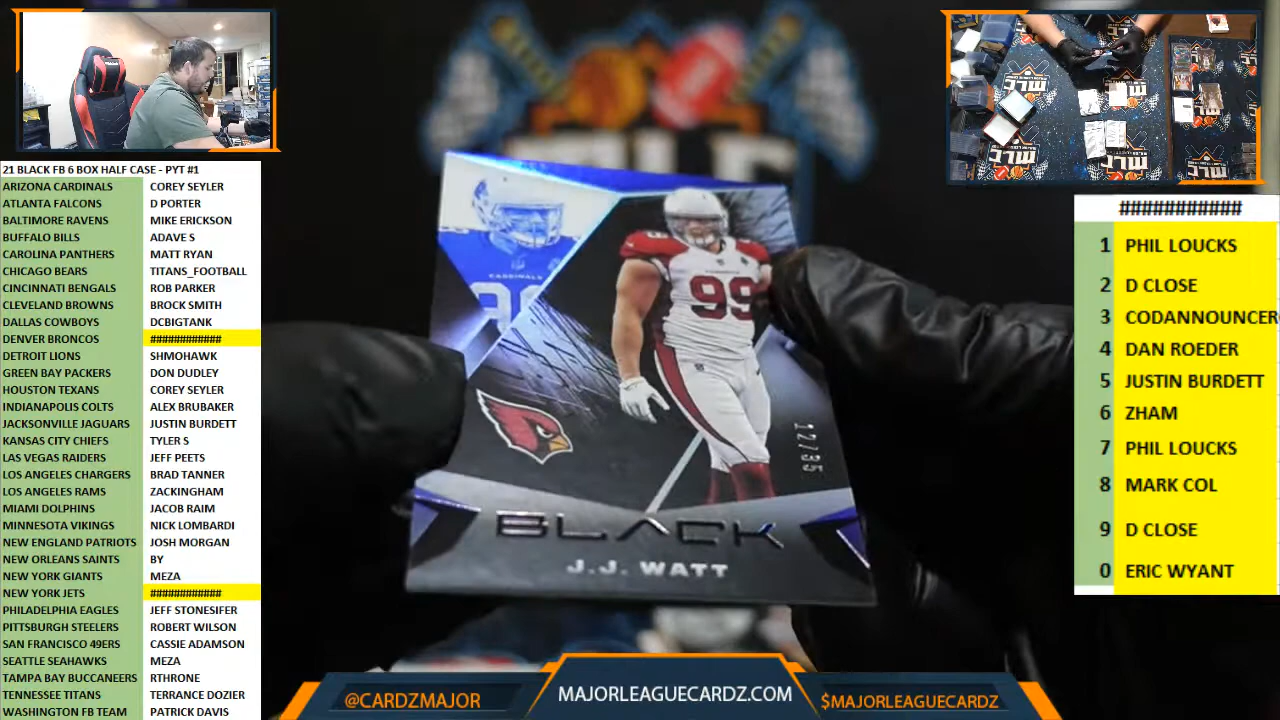 21 BLACK FB 6 BOX HALF CASE - PYT #1
ARIZONA CARDINALS COREY SEYLER
ATLANTA FALCONS D PORTER
BALTIMORE RAVENS MIKE ERICKSON
BUFFALO BILLS ADAVE S
CAROLINA PANTHERS MATT RYAN
CHICAGO BEARS TITANS_FOOTBALL
CINCINNATI BENGALS ROB PARKER
CLEVELAND BROWNS BROCK SMITH
DALLAS COWBOYS DCBIGTANK
DENVER BRONCOS ############
DETROIT LIONS SHMOHAWK
GREEN BAY PACKERS DON DUDLEY
HOUSTON TEXANS COREY SEYLER
INDIANAPOLIS COLTS ALEX BRUBAKER
JACKSONVILLE JAGUARS JUSTIN BURDETT
KANSAS CITY CHIEFS TYLER S
LAS VEGAS RAIDERS JEFF PEETS
LOS ANGELES CHARGERS BRAD TANNER
LOS ANGELES RAMS ZACKINGHAM
MIAMI DOLPHINS JACOB RAIM
MINNESOTA VIKINGS NICK LOMBARDI
NEW ENGLAND PATRIOTS JOSH MORGAN
NEW ORLEANS SAINTS BY
NEW YORK GIANTS MEZA
NEW YORK JETS ############
PHILADELPHIA EAGLES JEFF STONESIFER
PITTSBURGH STEELERS ROBERT WILSON
SAN FRANCISCO 49ERS CASSIE ADAMSON
SEATTLE SEAHAWKS MEZA
TAMPA BAY BUCCANEERS RTHRONE
TENNESSEE TITANS TERRANCE DOZIER
WASHINGTON FB TEAM PATRICK DAVIS
CARDINALS
99
99
12/35
BLACK
J.J. WATT
MLC
MLC
###########
1 PHIL LOUCKS
2 D CLOSE
3 CODANNOUNCER
4 DAN ROEDER
5 JUSTIN BURDETT
6 ZHAM
7 PHIL LOUCKS
8 MARK COL
9 D CLOSE
0 ERIC WYANT
@CARDZMAJOR
MAJORLEAGUECARDZ.COM
$MAJORLEAGUECARDZ